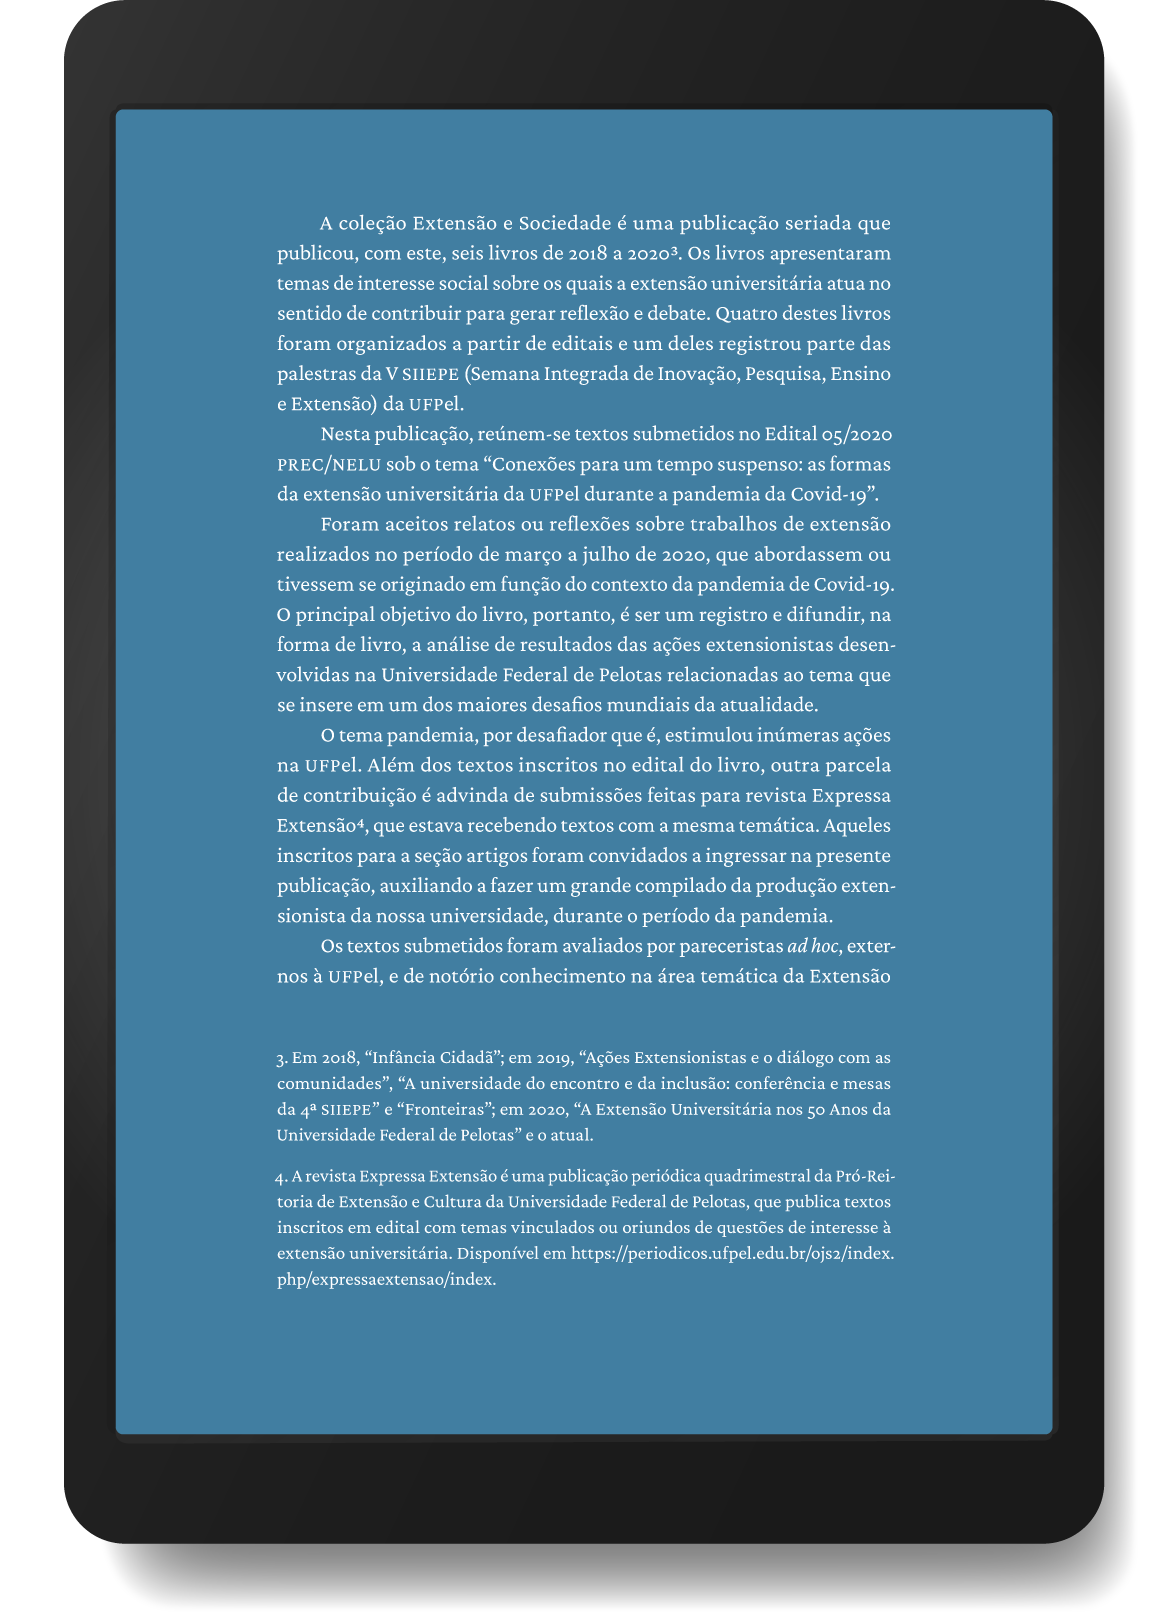 A coleção Extensão e Sociedade é uma publicação seriada que
publicou, com este, seis livros de 2018 a 2020³. Os livros apresentaram
temas de interesse social sobre os quais a extensão universitária atua no
sentido de contribuir para gerar reflexão e debate. Quatro destes livros
foram organizados a partir de editais e um deles registrou parte das
palestras da V SIIEPE (Semana Integrada de Inovação, Pesquisa, Ensino
e Extensão) da UFPel.
Nesta publicação, reúnem-se textos submetidos no Edital 05/2020
PREC/NELU sob o tema “Conexões para um tempo suspenso: as formas
da extensão universitária da UFPel durante a pandemia da Covid-19”.
Foram aceitos relatos ou reflexões sobre trabalhos de extensão
realizados no período de março a julho de 2020, que abordassem ou
tivessem se originado em função do contexto da pandemia de Covid-19.
O principal objetivo do livro, portanto, é ser um registro e difundir, na
forma de livro, a análise de resultados das ações extensionistas desen-
volvidas na Universidade Federal de Pelotas relacionadas ao tema que
se insere em um dos maiores desafios mundiais da atualidade.
O tema pandemia, por desafiador que é, estimulou inúmeras ações
na UFPel. Além dos textos inscritos no edital do livro, outra parcela
de contribuição é advinda de submissões feitas para revista Expressa
Extensão⁴, que estava recebendo textos com a mesma temática. Aqueles
inscritos para a seção artigos foram convidados a ingressar na presente
publicação, auxiliando a fazer um grande compilado da produção exten-
sionista da nossa universidade, durante o período da pandemia.
Os textos submetidos foram avaliados por pareceristas ad hoc, exter-
nos à UFPel, e de notório conhecimento na área temática da Extensão
3. Em 2018, “Infância Cidadã”; em 2019, “Ações Extensionistas e o diálogo com as
comunidades”, “A universidade do encontro e da inclusão: conferência e mesas
da 4ª SIIEPE” e “Fronteiras”; em 2020, “A Extensão Universitária nos 50 Anos da
Universidade Federal de Pelotas” e o atual.
4. A revista Expressa Extensão é uma publicação periódica quadrimestral da Pró-Rei-
toria de Extensão e Cultura da Universidade Federal de Pelotas, que publica textos
inscritos em edital com temas vinculados ou oriundos de questões de interesse à
extensão universitária. Disponível em https://periodicos.ufpel.edu.br/ojs2/index.
php/expressaextensao/index.